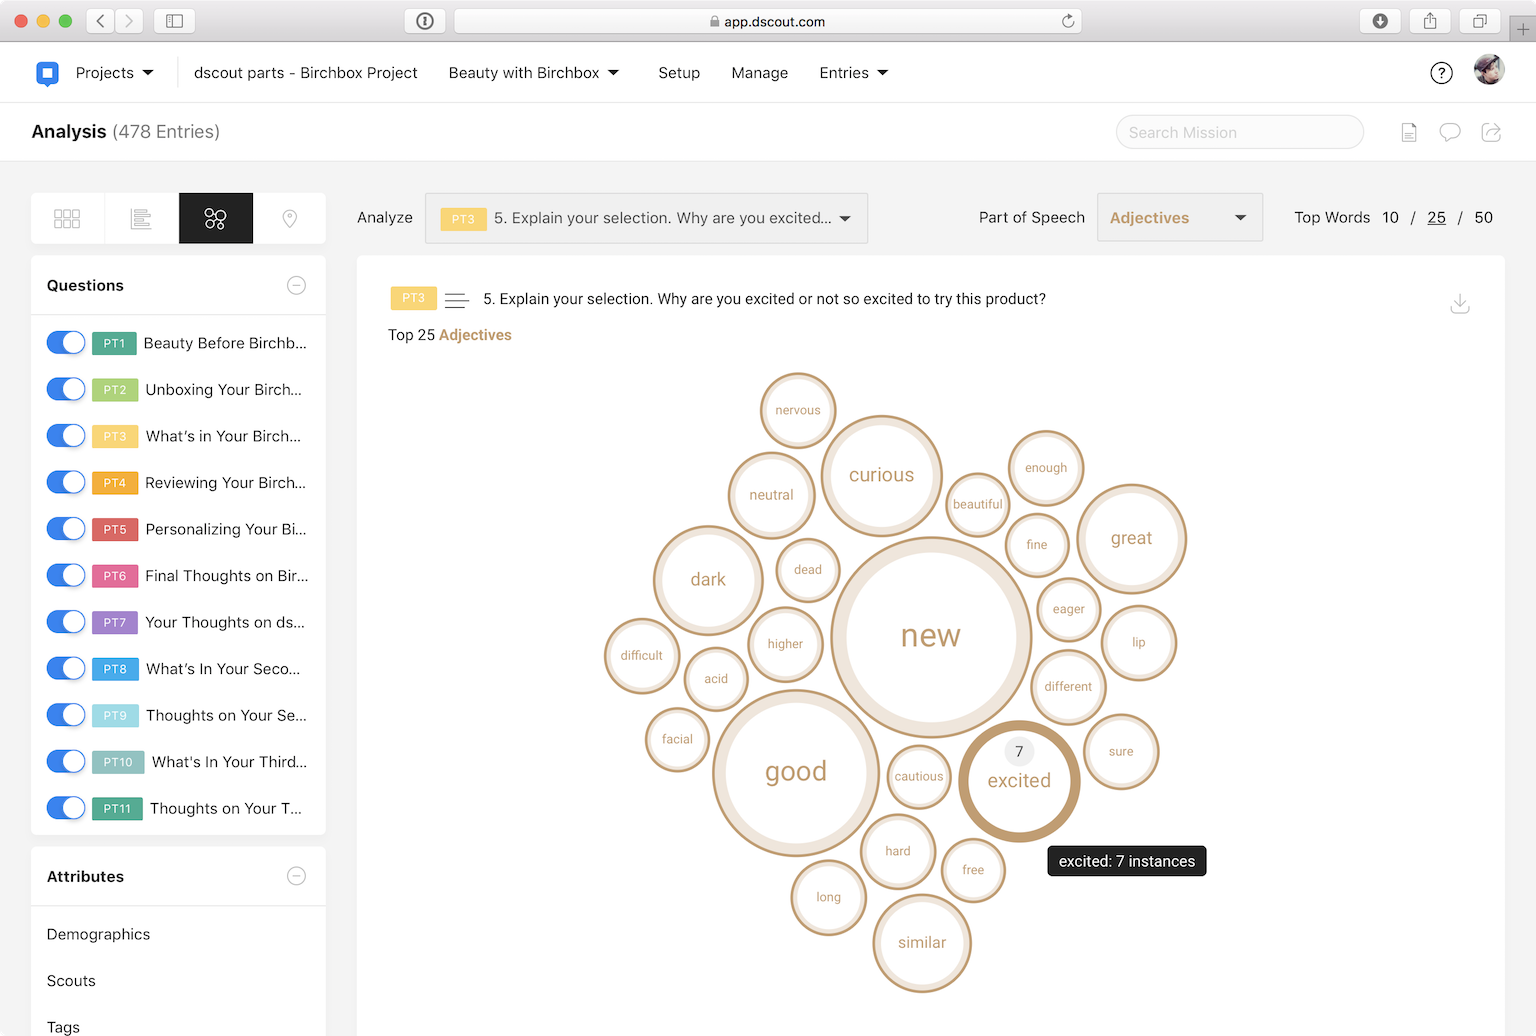 app.dscout.com
Projects
dscout parts - Birchbox Project
Beauty with Birchbox
Setup
Manage
Entries
?
Analysis (478 Entries)
Search Mission
Analyze
PT3 5. Explain your selection. Why are you excited...
Part of Speech
Adjectives
Top Words 10 / 25 / 50
Questions
PT1 Beauty Before Birchb...
PT2 Unboxing Your Birch...
PT3 What's in Your Birch...
PT4 Reviewing Your Birch...
PT5 Personalizing Your Bi...
PT6 Final Thoughts on Bir...
PT7 Your Thoughts on ds...
PT8 What's In Your Seco...
PT9 Thoughts on Your Se...
PT10 What's In Your Third...
PT11 Thoughts on Your T...
Attributes
Demographics
Scouts
Tags
PT3 5. Explain your selection. Why are you excited or not so excited to try this product?
Top 25 Adjectives
nervous
curious
enough
neutral
beautiful
great
fine
dead
dark
eager
new
higher
lip
difficult
acid
different
facial
sure
7
good
cautious
excited
hard
excited: 7 instances
free
long
similar